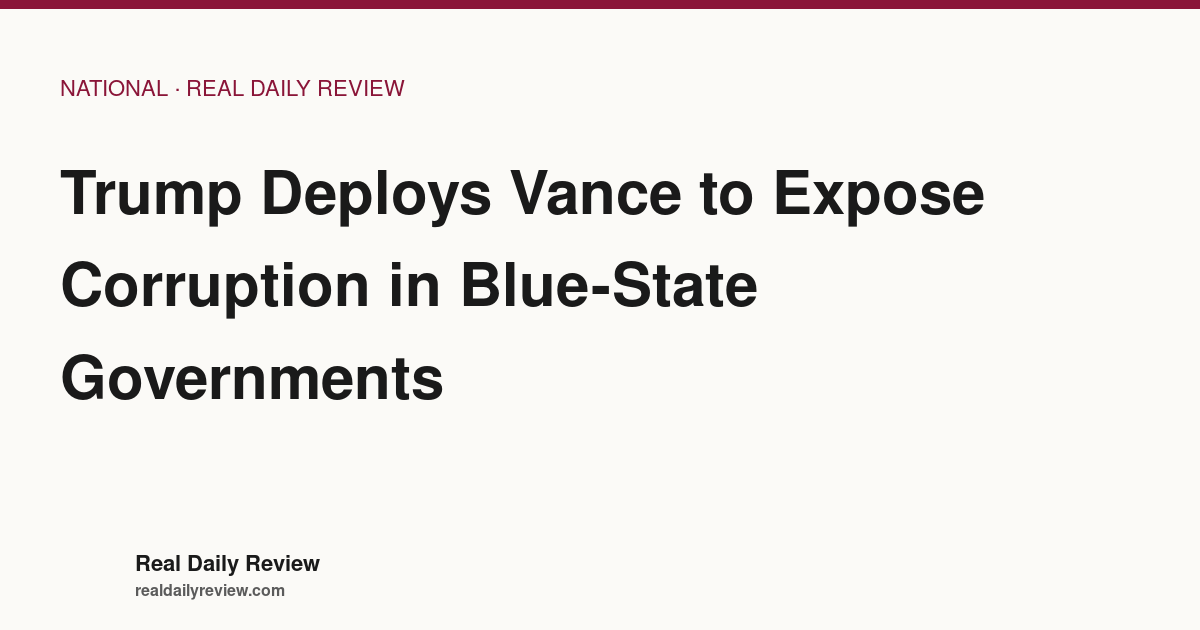 NATIONAL · REAL DAILY REVIEW
Trump Deploys Vance to Expose
Corruption in Blue-State
Governments
Real Daily Review
realdailyreview.com